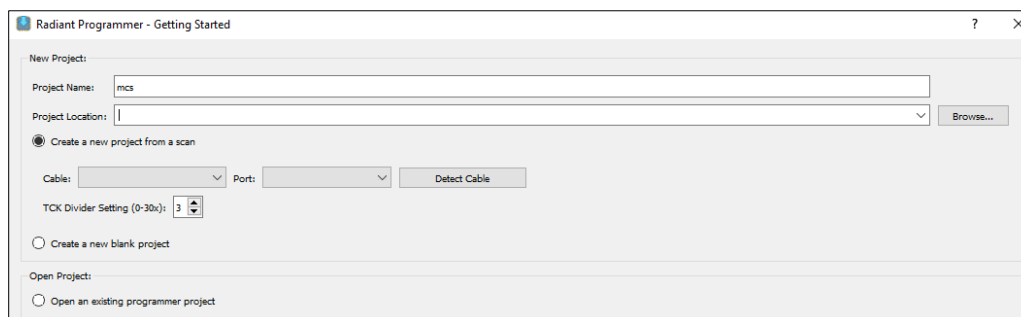 Radiant Programmer - Getting Started ? X
New Project:
Project Name: mcs
Project Location: Browse...
Create a new project from a scan
Cable: Port: Detect Cable
TCK Divider Setting (0-30x): 3
Create a new blank project
Open Project:
Open an existing programmer project